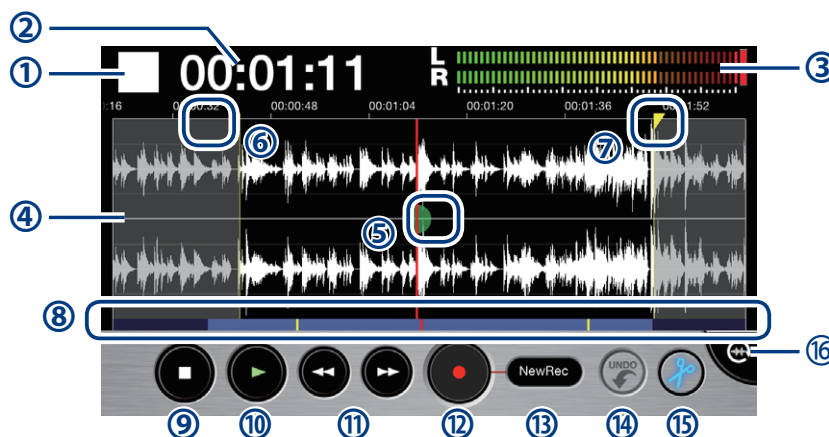 ② ① 00:01:11 L R ③
:16 00:00:32 00:00:48 00:01:04 00:01:20 00:01:36 00:01:52
⑥ ⑦
④
⑤
⑧
NewRec UNDO ⑯
⑨ ⑩ ⑪ ⑫ ⑬ ⑭ ⑮